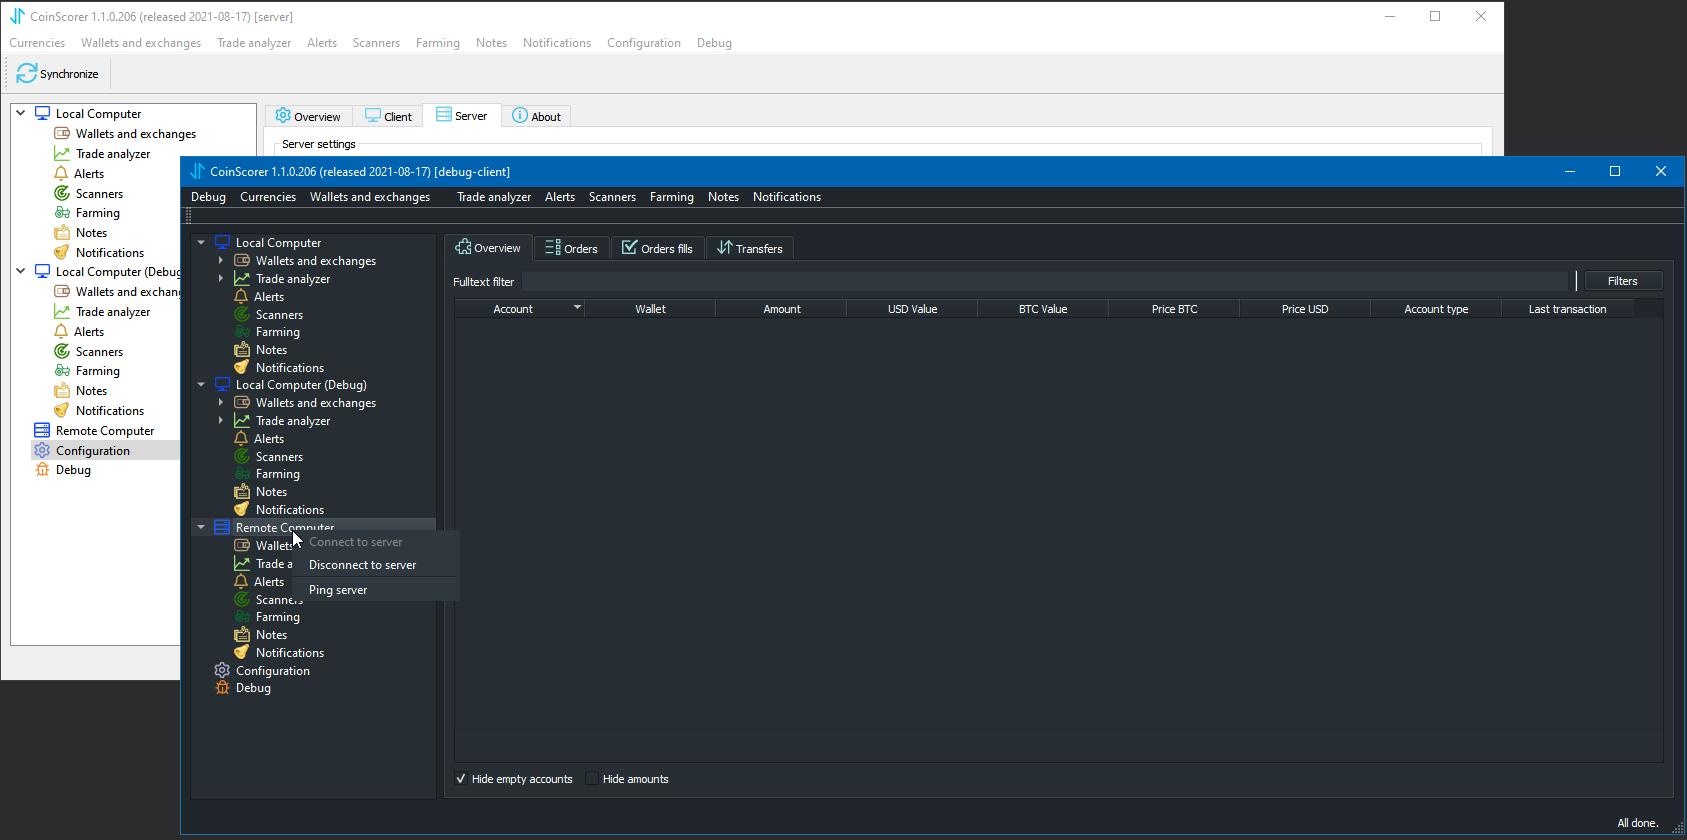 CoinScorer 1.1.0.206 (released 2021-08-17) [server]
Currencies Wallets and exchanges Trade analyzer Alerts Scanners Farming Notes Notifications Configuration Debug
Synchronize
Local Computer
Wallets and exchanges
Trade analyzer
Alerts
Scanners
Farming
Notes
Notifications
Local Computer (Debug
Wallets and exchan
Trade analyzer
Alerts
Scanners
Farming
Notes
Notifications
Remote Computer
Configuration
Debug
Overview Client Server About
Server settings
CoinScorer 1.1.0.206 (released 2021-08-17) [debug-client]
Debug Currencies Wallets and exchanges Trade analyzer Alerts Scanners Farming Notes Notifications
Local Computer
Wallets and exchanges
Trade analyzer
Alerts
Scanners
Farming
Notes
Notifications
Local Computer (Debug)
Wallets and exchanges
Trade analyzer
Alerts
Scanners
Farming
Notes
Notifications
Remote Computer
Wallets
Trade a
Alerts
Scanners
Farming
Notes
Notifications
Configuration
Debug
Connect to server
Disconnect to server
Ping server
Overview Orders Orders fills Transfers
Fulltext filter Filters
Account Wallet Amount USD Value BTC Value Price BTC Price USD Account type Last transaction
Hide empty accounts Hide amounts
All done.